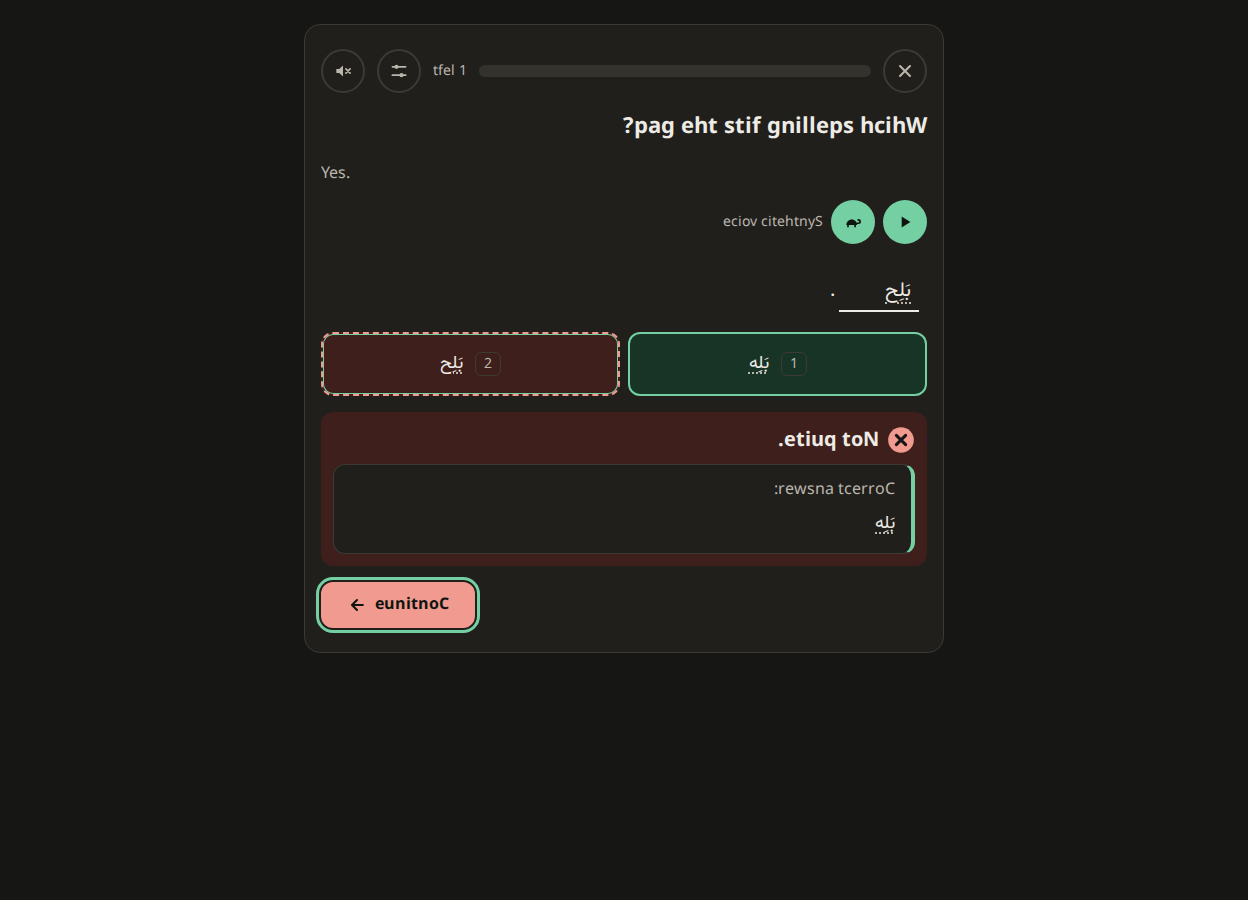 tfel 1
?pag eht stif gnilleps hcihW
Yes.
eciov citehtnyS
بَلِح .
1 بَلِه
2 بَلِح
.etiuq toN
:rewsna tcerroC
بَلِه
eunitnoC